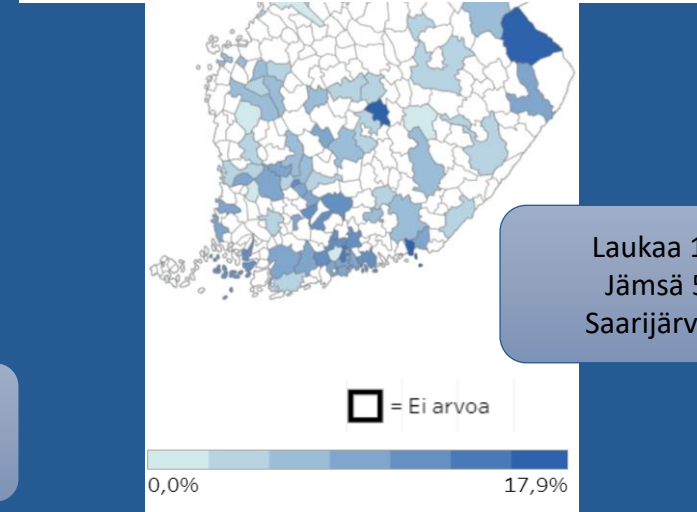 Laukaa 1
Jämsä 5
Saarijärv
= Ei arvoa
0,0%
17,9%